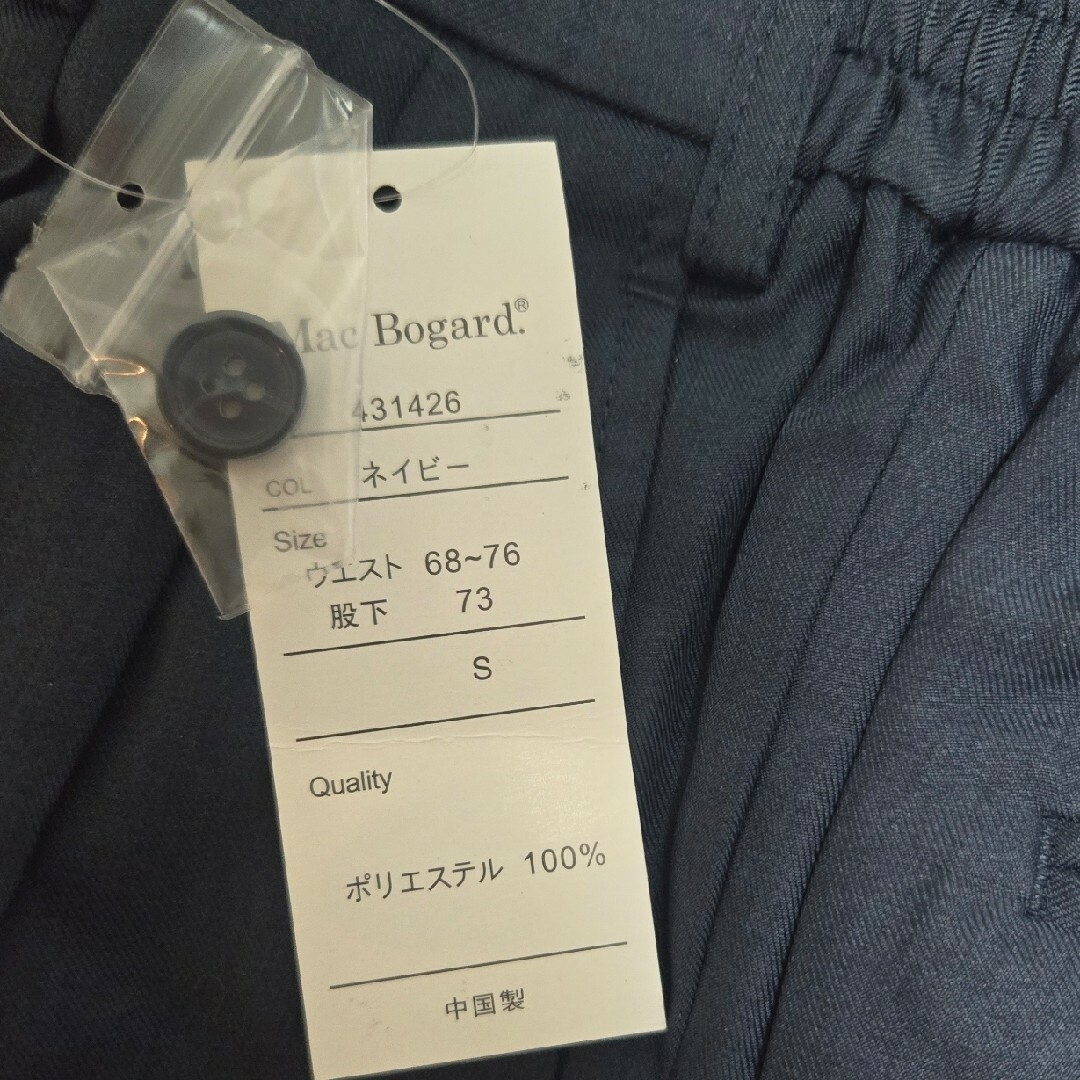 Mac Bogard.®
431426
COL ネイビー
Size
ウエスト 68~76
股下 73
S
Quality
ポリエステル 100%
中国製